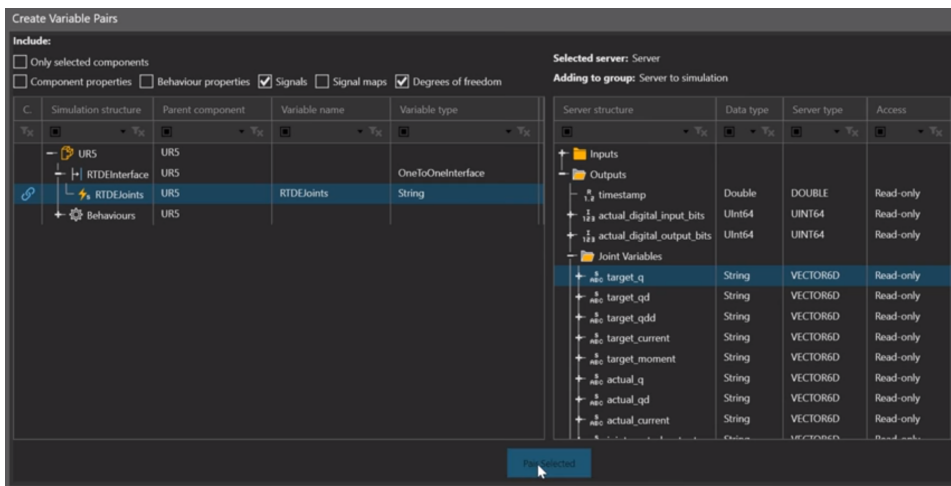 Create Variable Pairs
Include:
Only selected components
Component properties Behaviour properties Signals Signal maps Degrees of freedom
Selected server: Server
Adding to group: Server to simulation
C. Simulation structure Parent component Variable name Variable type
UR5 UR5
RTDEInterface UR5 OneToOneInterface
RTDEJoints UR5 RTDEJoints String
Behaviours UR5
Server structure Data type Server type Access
Inputs
Outputs
timestamp Double DOUBLE Read-only
actual_digital_input_bits UInt64 UINT64 Read-only
actual_digital_output_bits UInt64 UINT64 Read-only
Joint Variables
target_q String VECTOR6D Read-only
target_qd String VECTOR6D Read-only
target_qdd String VECTOR6D Read-only
target_current String VECTOR6D Read-only
target_moment String VECTOR6D Read-only
actual_q String VECTOR6D Read-only
actual_qd String VECTOR6D Read-only
actual_current String VECTOR6D Read-only
Pair Selected